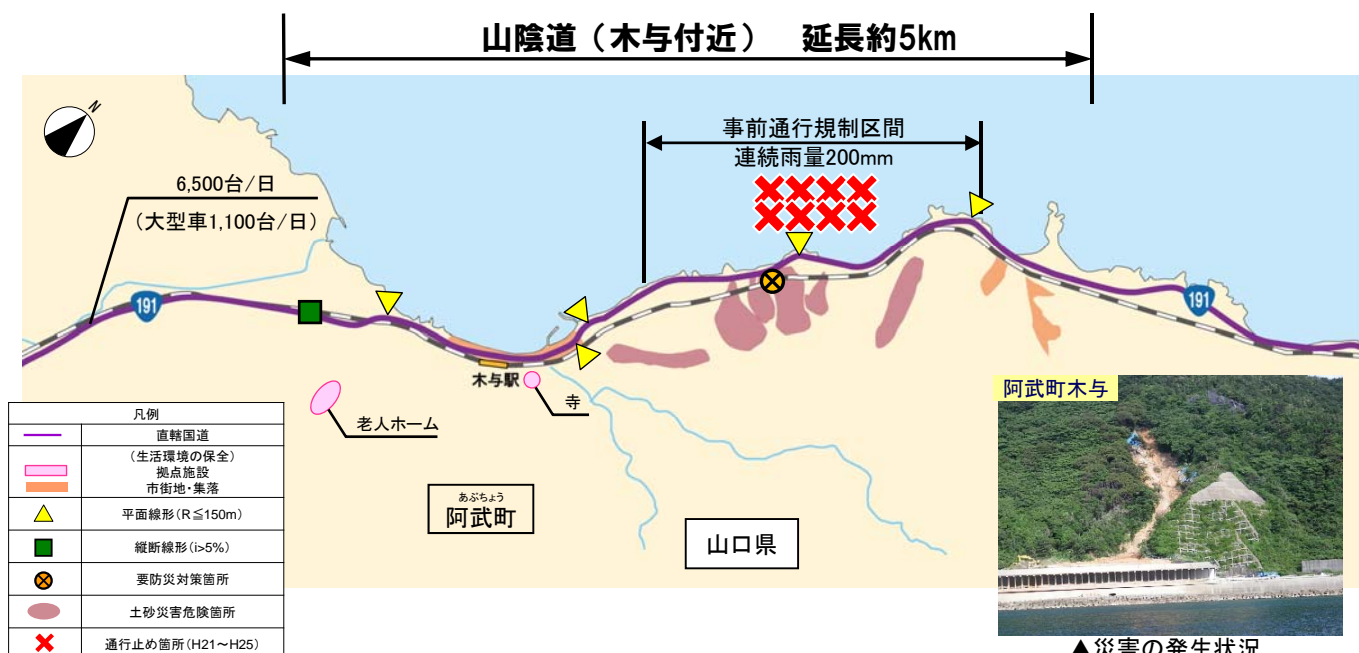 山陰道（木与付近）　延長約5km
N
事前通行規制区間
連続雨量200mm
6,500台/日
（大型車1,100台/日）
191
191
木与駅
寺
老人ホーム
あぶちょう
阿武町
山口県
阿武町木与
▲災害の発生状況
凡例
直轄国道
（生活環境の保全）
拠点施設
市街地・集落
平面線形（R≦150m）
縦断線形（i>5%）
要防災対策箇所
土砂災害危険箇所
通行止め箇所（H21～H25）